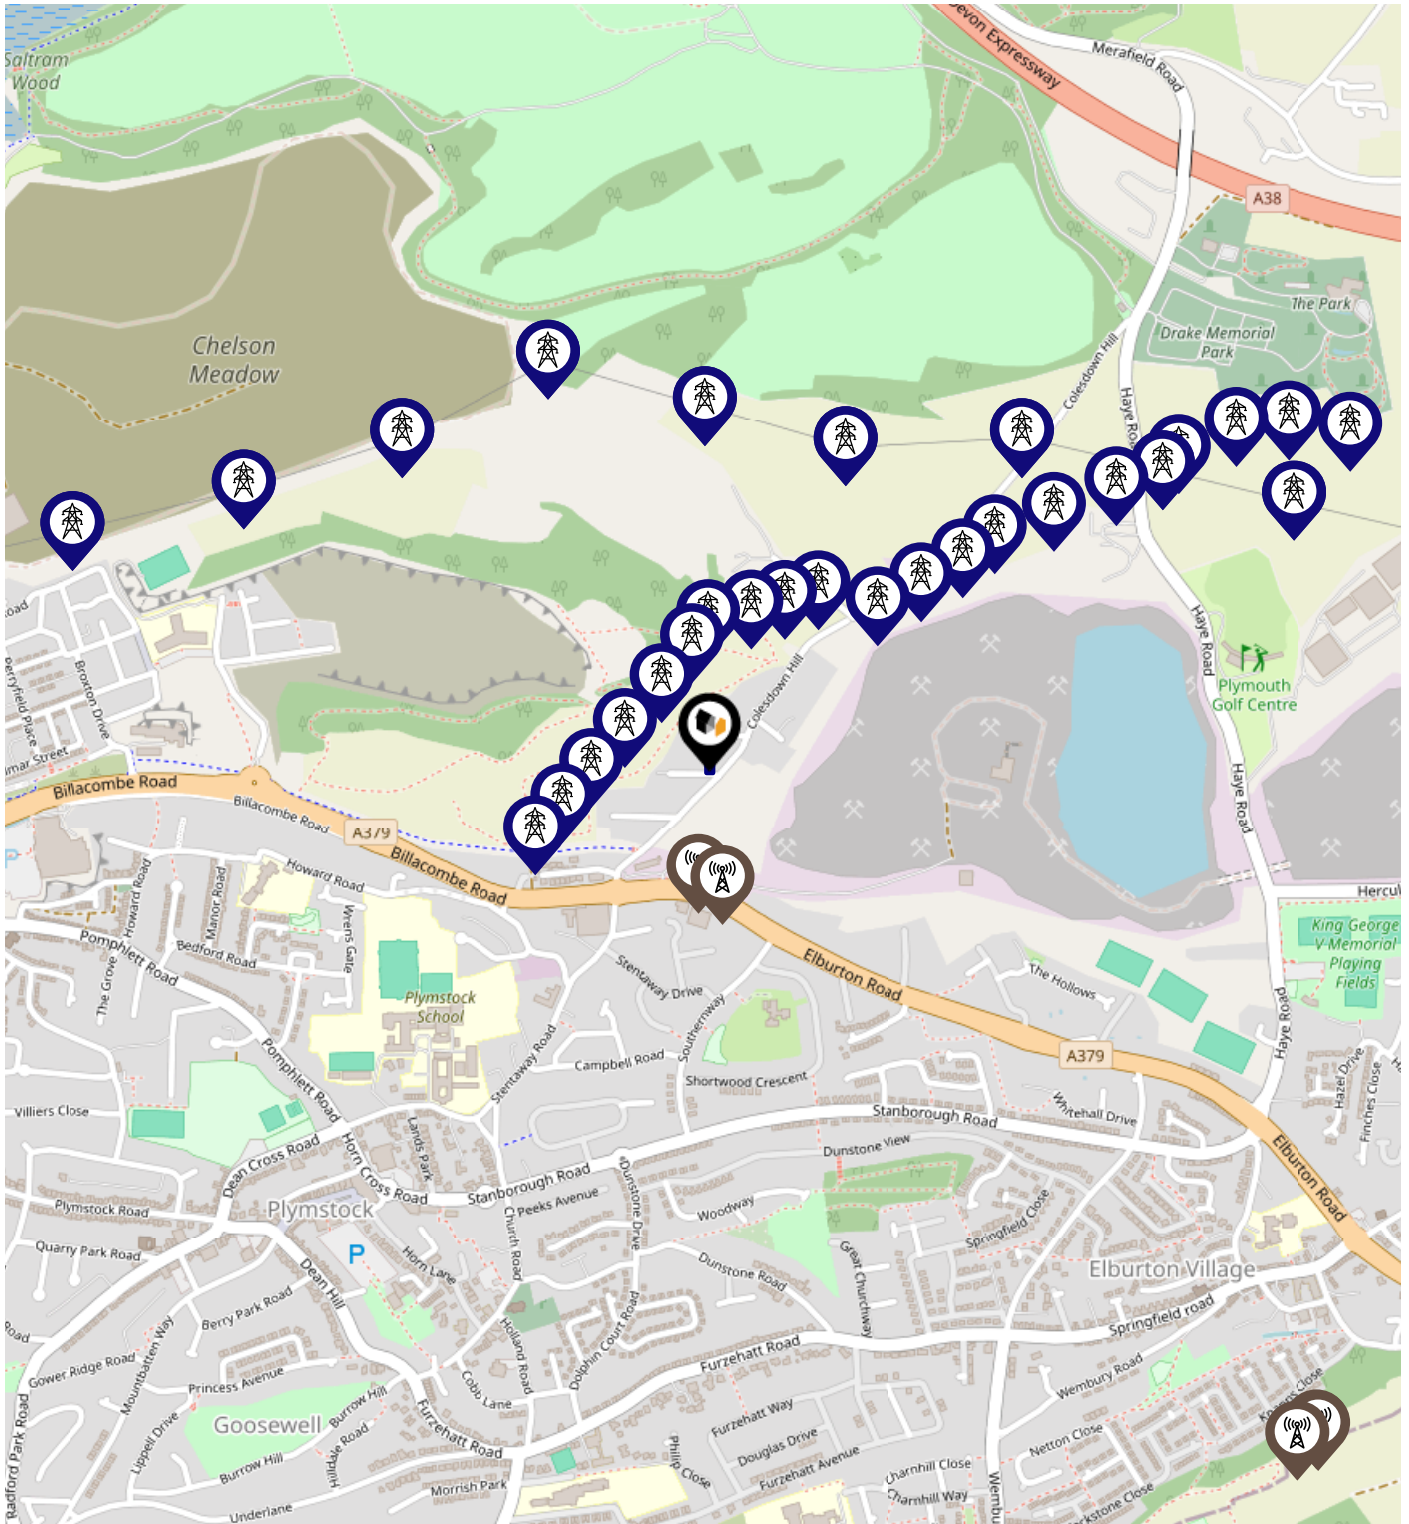 Saltram
Wood
Devon Expressway
Merafield Road
A38
The Park
Drake Memorial
Park
Chelson
Meadow
Colesdown Hill
Haye Road
Haye Road
Plymouth
Golf Centre
Haye Road
Colesdown Hill
Broxton Drive
Billacombe Road
Billacombe Road
A379
Billacombe Road
Howard Road
Howard Road
Manor Road
Wrens Gate
Bedford Road
Pomphlett Road
The Grove
Plymstock
School
Stentaway Drive
Southernway
Elburton Road
The Hollows
King George
V Memorial
Playing
Fields
Haye Road
A379
Pomphlett Road
Stentaway Road
Campbell Road
Shortwood Crescent
Hazel Drive
Finches Close
Villiers Close
Whitehall Drive
Stanborough Road
Lands Park
Horn Cross Road
Dean Cross Road
Dunstone View
Elburton Road
Stanborough Road
Dunstone Drive
Plymstock Road
Plymstock
Peeks Avenue
Woodway
Springfield Close
Church Road
Quarry Park Road
P
Horn Lane
Dean Hill
Dunstone Road
Great Churchway
Elburton Village
Berry Park Road
Springfield road
Road
Mountbatten Way
Holland Road
Dolphin Court Road
Furzehatt Road
Gower Ridge Road
Princess Avenue
Cobb Lane
Wembury Road
Burrow Hill
Goosewell
Furzehatt Road
Furzehatt Way
Lippell Drive
Hilldale Road
Douglas Drive
Netton Close
Radford Park Road
Burrow Hill
Philip Close
Furzehatt Avenue
Charnhill Close
Morrish Park
Charnhill Way
Underlane